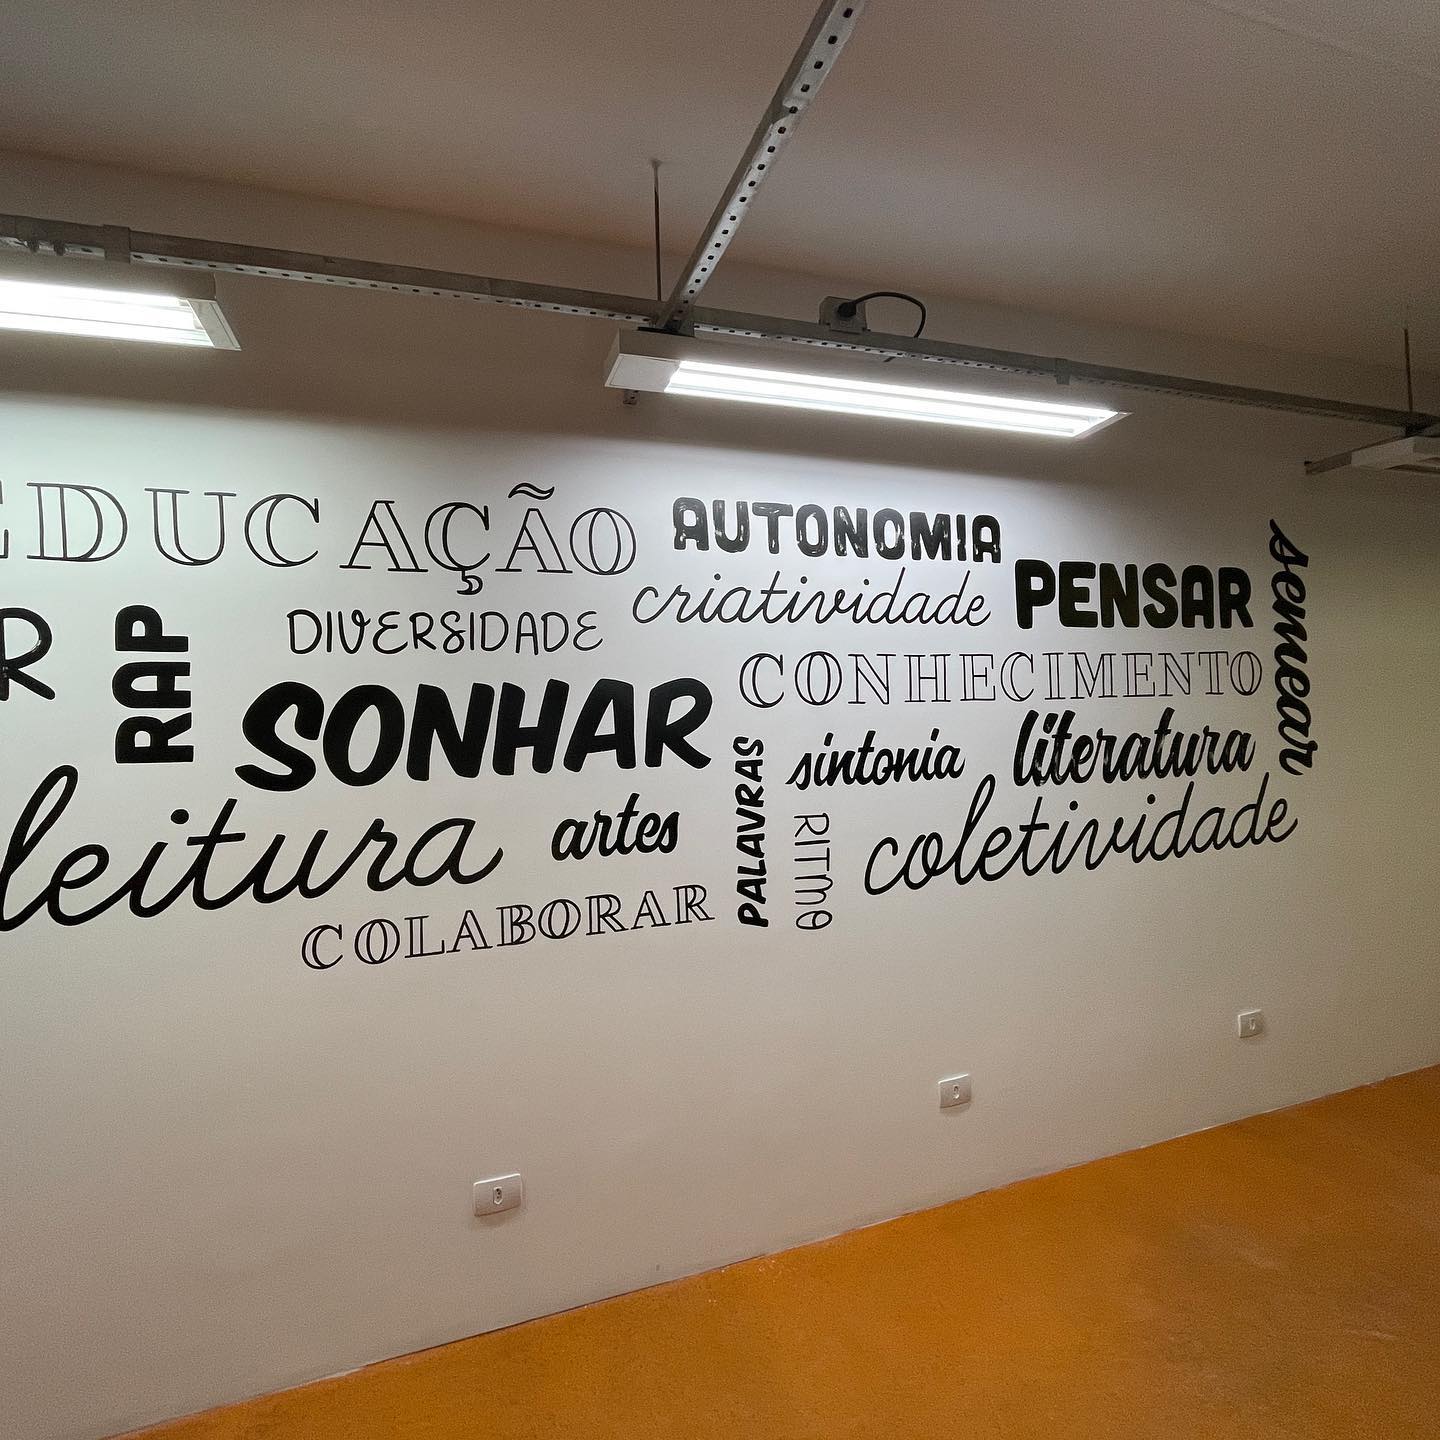 EDUCAÇÃO
AUTONOMIA
criatividade
PENSAR
semear
R
RAP
DIVERSIDADE
CONHECIMENTO
SONHAR
PALAVRAS
sintonia
literatura
leitura
artes
RITMO
coletividade
COLABORAR